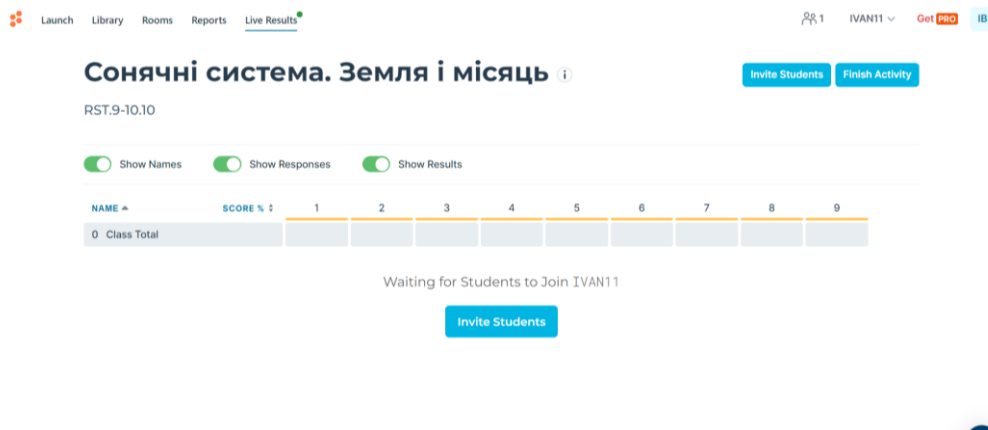 Launch Library Rooms Reports Live Results 1 IVAN11 Get PRO IB
Сонячні система. Земля і місяць i Invite Students Finish Activity
RST.9-10.10
Show Names Show Responses Show Results
NAME SCORE % 1 2 3 4 5 6 7 8 9
0 Class Total
Waiting for Students to Join IVAN11
Invite Students